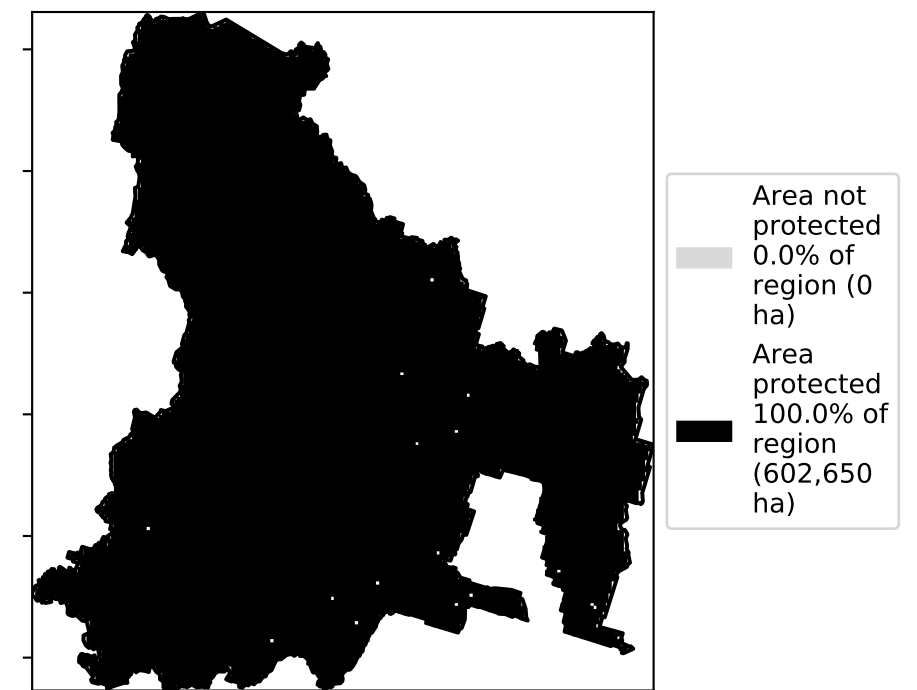 Area not
protected
0.0% of
region (0
ha)
Area
protected
100.0% of
region
(602,650
ha)